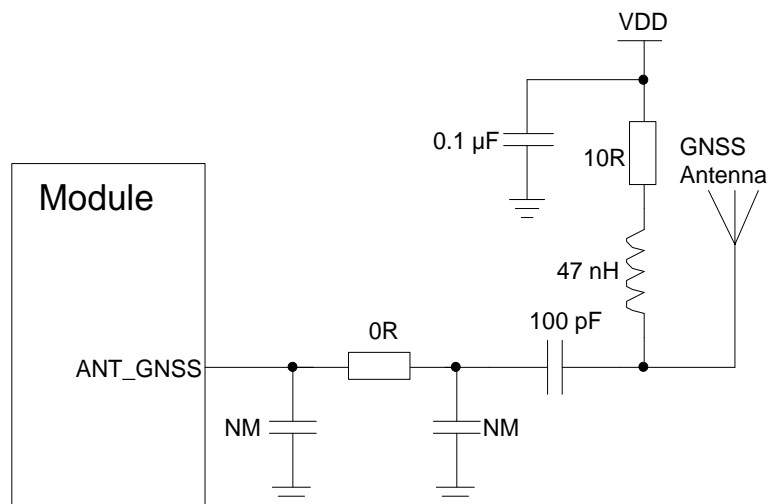 VDD
0.1 µF
10R
GNSS
Antenna
Module
47 nH
100 pF
0R
ANT_GNSS
NM
NM